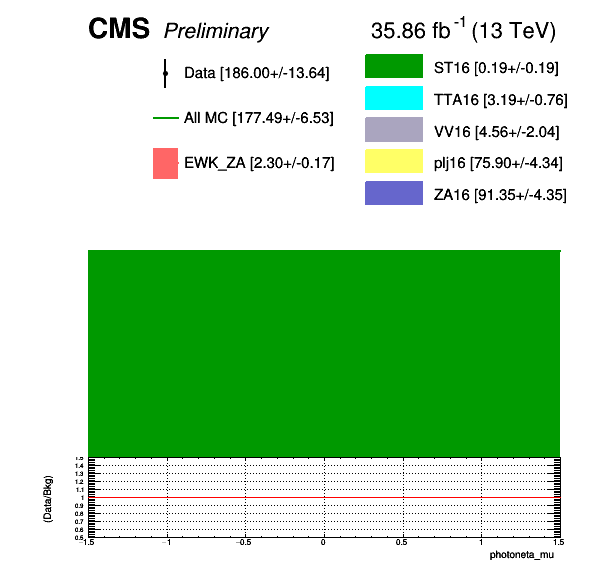 CMS Preliminary 35.86 fb-1 (13 TeV)
Data [186.00+/-13.64]
All MC [177.49+/-6.53]
EWK_ZA [2.30+/-0.17]
ST16 [0.19+/-0.19]
TTA16 [3.19+/-0.76]
VV16 [4.56+/-2.04]
plj16 [75.90+/-4.34]
ZA16 [91.35+/-4.35]
(Data/Bkg)
1.5
1.4
1.3
1.2
1.1
1
0.9
0.8
0.7
0.6
0.5
-1.5 -1 -0.5 0 0.5 1 1.5
photoneta_mu